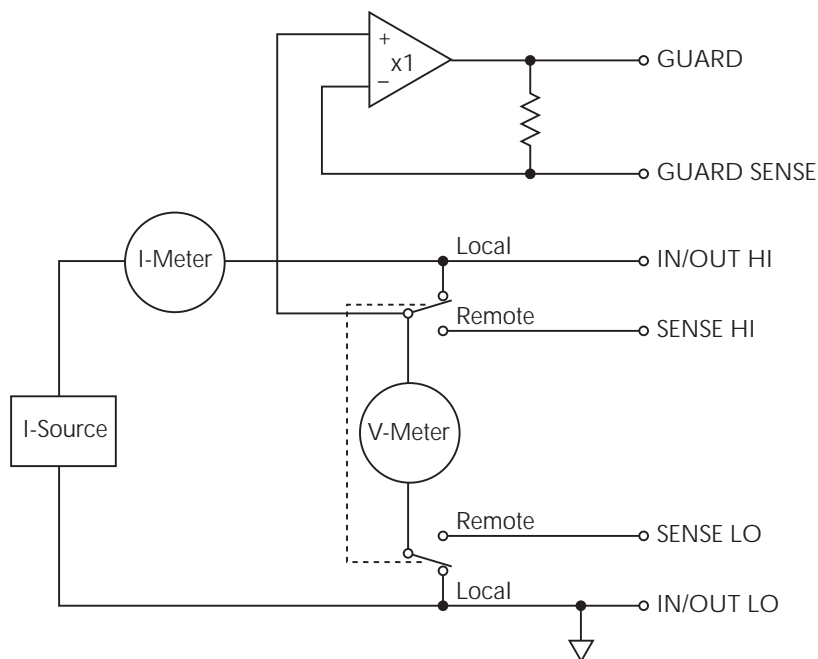 +
x1
−
GUARD
GUARD SENSE
I-Meter
Local
IN/OUT HI
Remote
SENSE HI
I-Source
V-Meter
Remote
SENSE LO
Local
IN/OUT LO